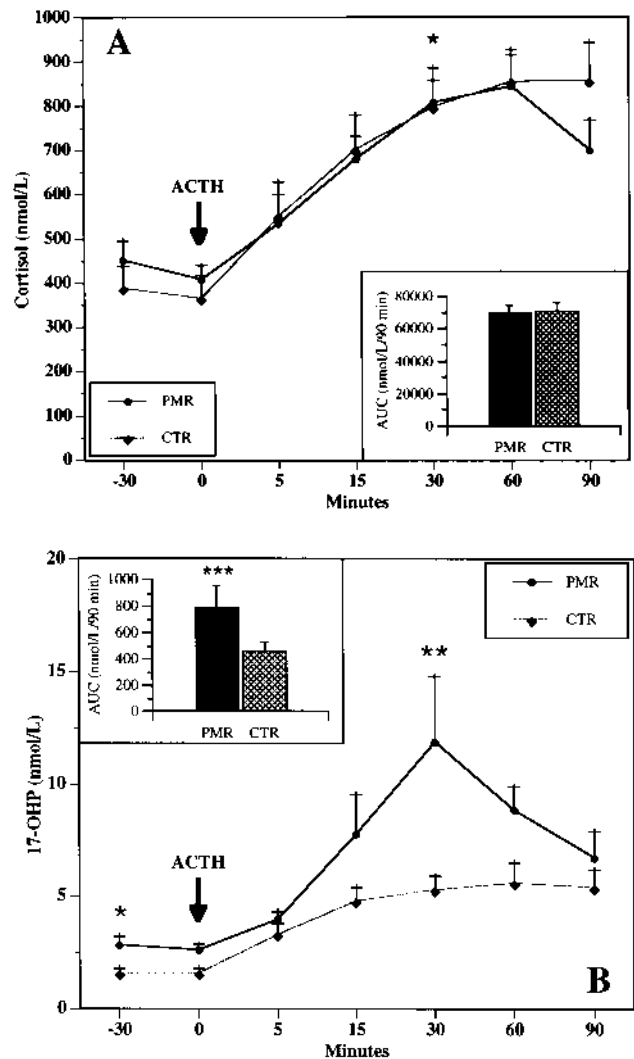 1000
900
800
700
600
500
400
300
200
100
0
Cortisol (nmol/L)
A
*
ACTH
PMR
CTR
80000
60000
40000
20000
0
AUC (nmol/L/90 min)
PMR CTR
-30 0 5 15 30 60 90
Minutes
20
15
10
5
0
17-OHP (nmol/L)
1000
800
600
400
200
0
AUC (nmol/L/90 min)
***
PMR CTR
PMR
CTR
**
ACTH
*
B
-30 0 5 15 30 60 90
Minutes